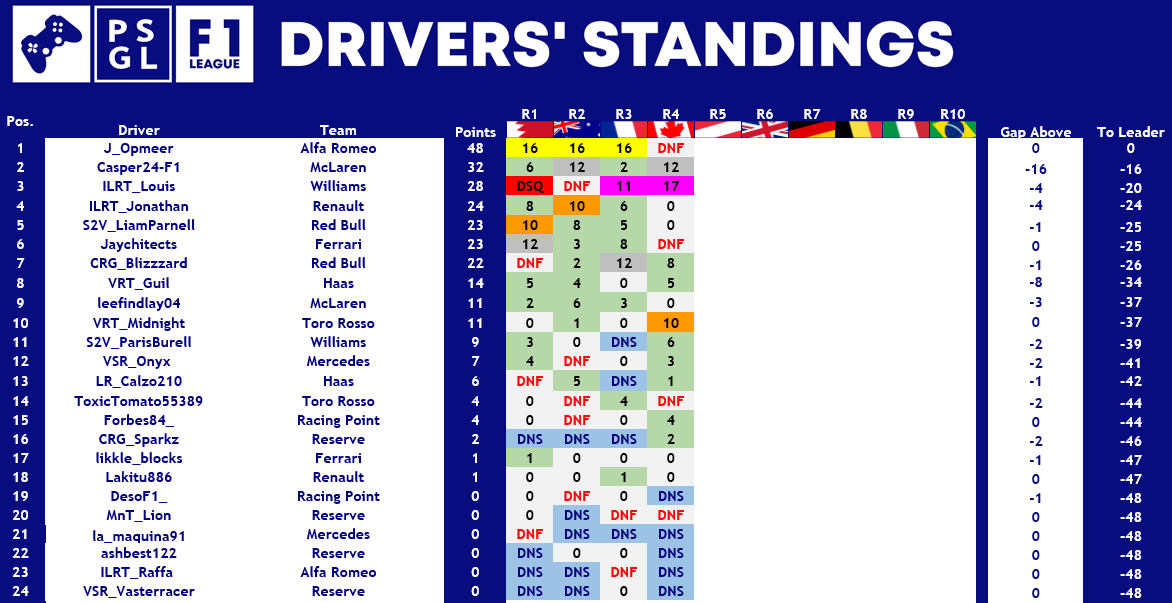 P S
G L
F1
LEAGUE
DRIVERS' STANDINGS
Pos. Driver Team Points R1 R2 R3 R4 R5 R6 R7 R8 R9 R10 Gap Above To Leader
1 J_Opmeer Alfa Romeo 48 16 16 16 DNF 0 0
2 Casper24-F1 McLaren 32 6 12 2 12 -16 -16
3 ILRT_Louis Williams 28 DSQ DNF 11 17 -4 -20
4 ILRT_Jonathan Renault 24 8 10 6 0 -4 -24
5 S2V_LiamParnell Red Bull 23 10 8 5 0 -1 -25
6 Jaychitects Ferrari 23 12 3 8 DNF 0 -25
7 CRG_Blizzzard Red Bull 22 DNF 2 12 8 -1 -26
8 VRT_Guil Haas 14 5 4 0 5 -8 -34
9 leefindlay04 McLaren 11 2 6 3 0 -3 -37
10 VRT_Midnight Toro Rosso 11 0 1 0 10 0 -37
11 S2V_ParisBurell Williams 9 3 0 DNS 6 -2 -39
12 VSR_Onyx Mercedes 7 4 DNF 0 3 -2 -41
13 LR_Calzo210 Haas 6 DNF 5 DNS 1 -1 -42
14 ToxicTomato55389 Toro Rosso 4 0 DNF 4 DNF -2 -44
15 Forbes84_ Racing Point 4 0 DNF 0 4 0 -44
16 CRG_Sparkz Reserve 2 DNS DNS DNS 2 -2 -46
17 likkle_blocks Ferrari 1 1 0 0 0 -1 -47
18 Lakitu886 Renault 1 0 0 1 0 0 -47
19 DesoF1_ Racing Point 0 0 DNF 0 DNS -1 -48
20 MnT_Lion Reserve 0 0 DNS DNF DNF 0 -48
21 la_maquina91 Mercedes 0 DNF DNS DNS DNS 0 -48
22 ashbest122 Reserve 0 DNS 0 0 DNS 0 -48
23 ILRT_Raffa Alfa Romeo 0 DNS DNS DNF DNS 0 -48
24 VSR_Vasterracer Reserve 0 DNS DNS 0 DNS 0 -48